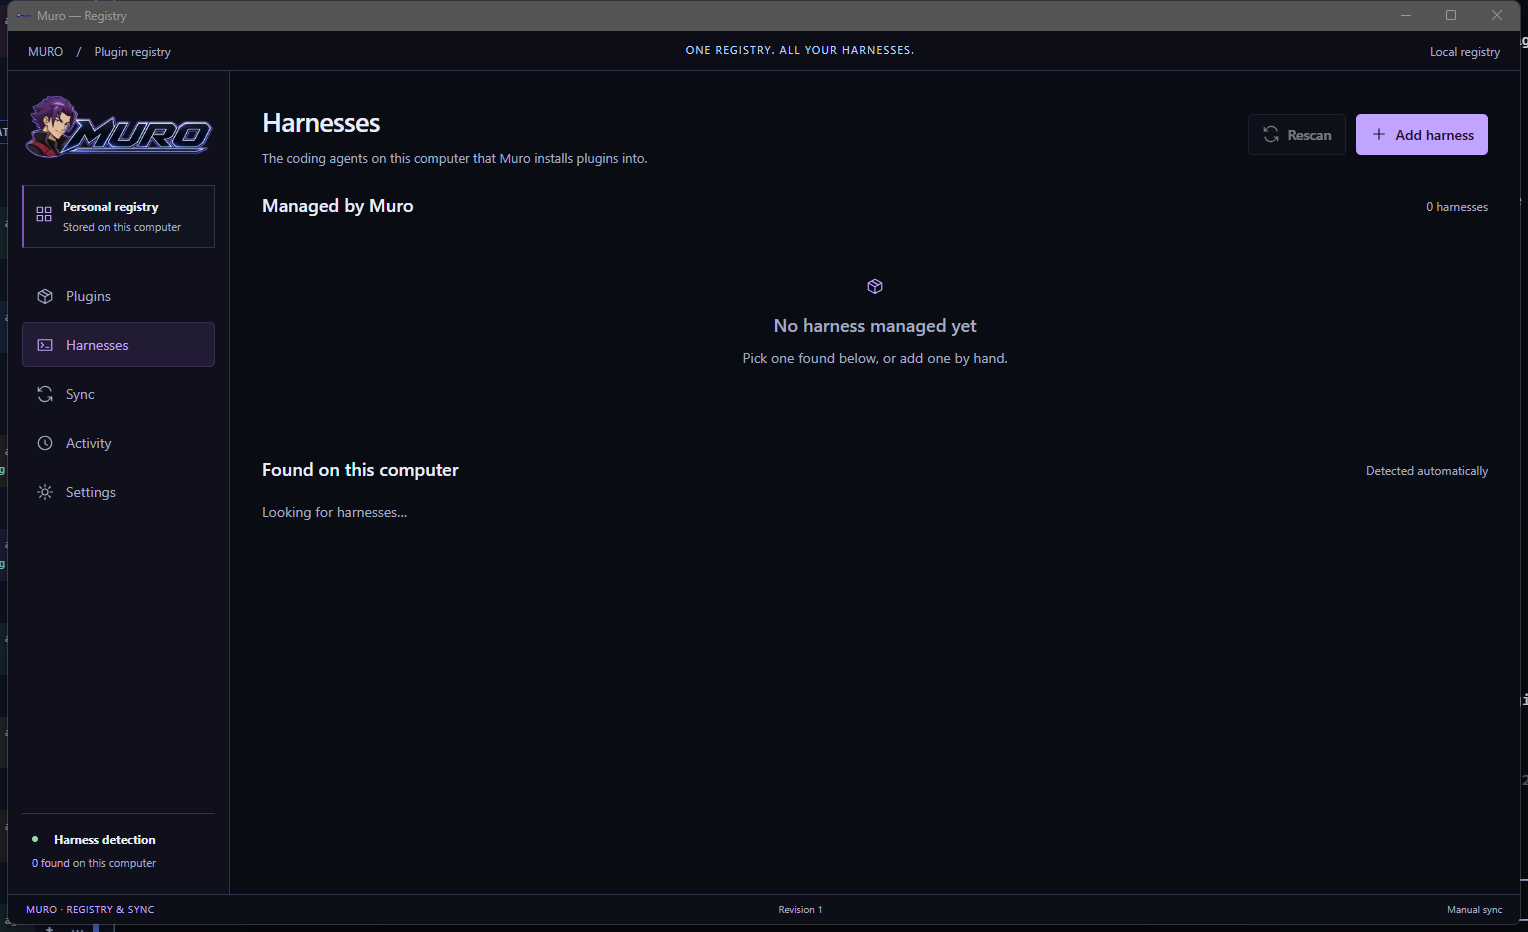 Muro — Registry
MURO / Plugin registry
ONE REGISTRY. ALL YOUR HARNESSES.
Local registry
MURO
Personal registry
Stored on this computer
Plugins
Harnesses
Sync
Activity
Settings
Harness detection
0 found on this computer
Harnesses
The coding agents on this computer that Muro installs plugins into.
Rescan
Add harness
Managed by Muro
0 harnesses
No harness managed yet
Pick one found below, or add one by hand.
Found on this computer
Detected automatically
Looking for harnesses...
MURO · REGISTRY & SYNC
Revision 1
Manual sync